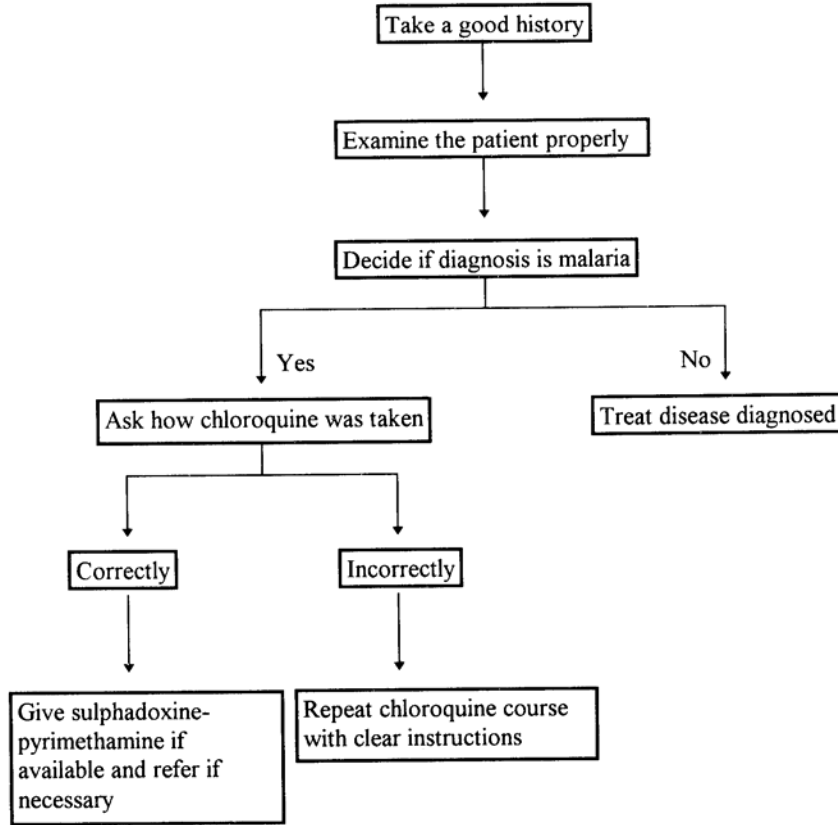 Take a good history
Examine the patient properly
Decide if diagnosis is malaria
Yes
No
Ask how chloroquine was taken
Treat disease diagnosed
Correctly
Incorrectly
Give sulphadoxine-
pyrimethamine if
available and refer if
necessary
Repeat chloroquine course
with clear instructions